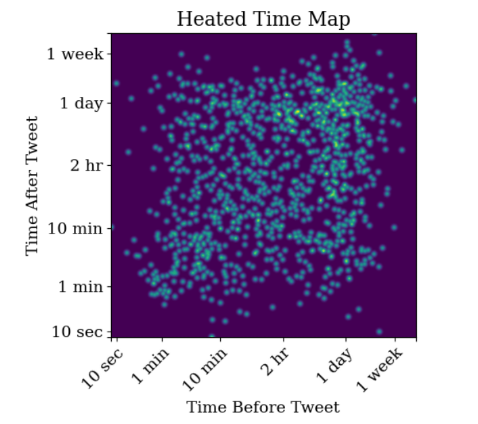 Heated Time Map
1 week
1 day
2 hr
10 min
1 min
10 sec
Time After Tweet
10 sec
1 min
10 min
2 hr
1 day
1 week
Time Before Tweet